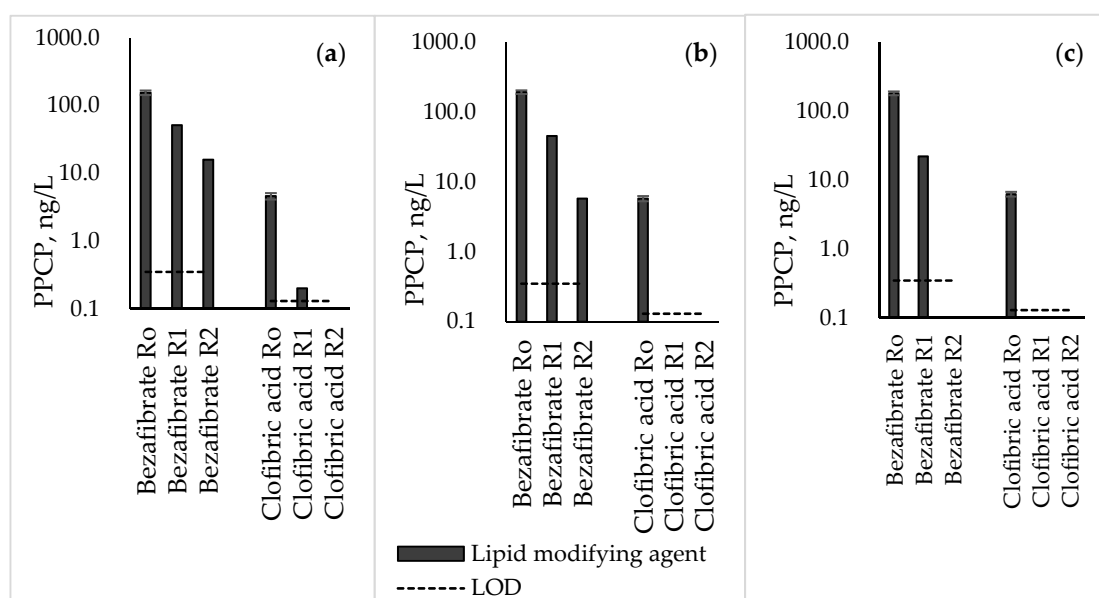 (a)
PPCP, ng/L
1000.0
100.0
10.0
1.0
0.1
Bezafibrate Ro
Bezafibrate R1
Bezafibrate R2
Clofibric acid Ro
Clofibric acid R1
Clofibric acid R2
(b)
PPCP, ng/L
1000.0
100.0
10.0
1.0
0.1
Bezafibrate Ro
Bezafibrate R1
Bezafibrate R2
Clofibric acid Ro
Clofibric acid R1
Clofibric acid R2
Lipid modifying agent
LOD
(c)
PPCP, ng/L
1000.0
100.0
10.0
1.0
0.1
Bezafibrate Ro
Bezafibrate R1
Bezafibrate R2
Clofibric acid Ro
Clofibric acid R1
Clofibric acid R2